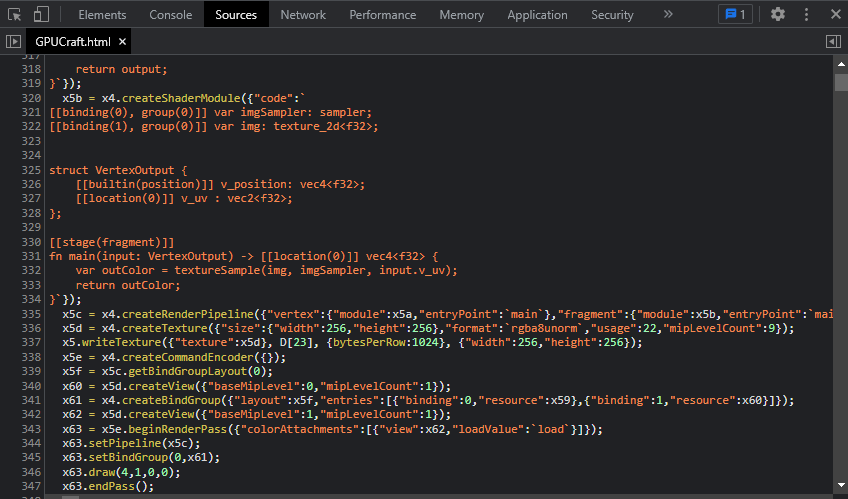 Elements Console Sources Network Performance Memory Application Security » 1
GPUCraft.html ×
317
318     return output;
319 }`});
320   x5b = x4.createShaderModule({"code":`
321 [[binding(0), group(0)]] var imgSampler: sampler;
322 [[binding(1), group(0)]] var img: texture_2d<f32>;
323
324
325 struct VertexOutput {
326     [[builtin(position)]] v_position: vec4<f32>;
327     [[location(0)]] v_uv : vec2<f32>;
328 };
329
330 [[stage(fragment)]]
331 fn main(input: VertexOutput) -> [[location(0)]] vec4<f32> {
332     var outColor = textureSample(img, imgSampler, input.v_uv);
333     return outColor;
334 }`});
335   x5c = x4.createRenderPipeline({"vertex":{"module":x5a,"entryPoint":`main`},"fragment":{"module":x5b,"entryPoint":`mai
336   x5d = x4.createTexture({"size":{"width":256,"height":256},"format":`rgba8unorm`,"usage":22,"mipLevelCount":9});
337   x5.writeTexture({"texture":x5d}, D[23], {bytesPerRow:1024}, {"width":256,"height":256});
338   x5e = x4.createCommandEncoder({});
339   x5f = x5c.getBindGroupLayout(0);
340   x60 = x5d.createView({"baseMipLevel":0,"mipLevelCount":1});
341   x61 = x4.createBindGroup({"layout":x5f,"entries":[{"binding":0,"resource":x59},{"binding":1,"resource":x60}]});
342   x62 = x5d.createView({"baseMipLevel":1,"mipLevelCount":1});
343   x63 = x5e.beginRenderPass({"colorAttachments":[{"view":x62,"loadValue":`load`}]});
344   x63.setPipeline(x5c);
345   x63.setBindGroup(0,x61);
346   x63.draw(4,1,0,0);
347   x63.endPass();
348